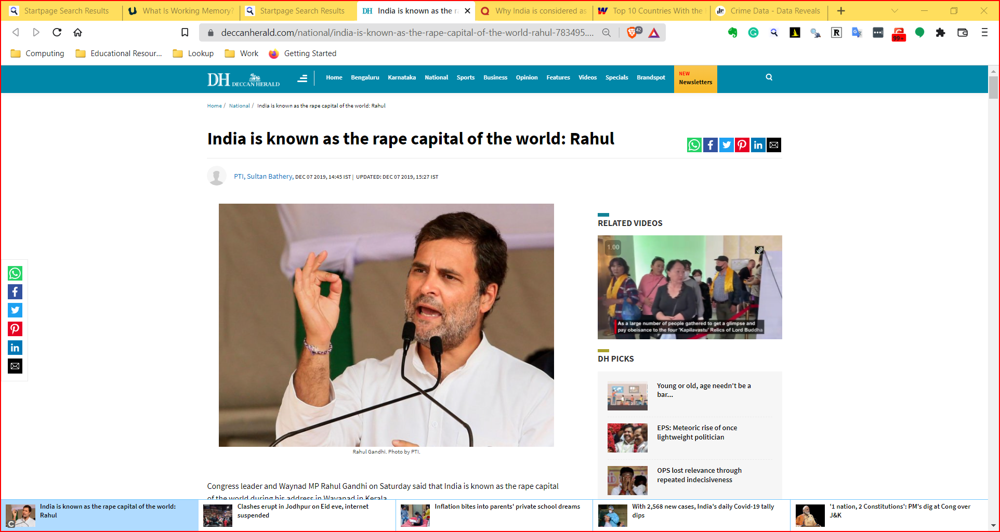 Startpage Search Results
What Is Working Memory?
Startpage Search Results
DH India is known as the ra
Why India is considered as
Top 10 Countries With the
Crime Data - Data Reveals
deccanherald.com/national/india-is-known-as-the-rape-capital-of-the-world-rahul-783495....
42
99+
Computing
Educational Resour...
Lookup
Work
Getting Started
DH DECCAN HERALD
Home
Bengaluru
Karnataka
National
Sports
Business
Opinion
Features
Videos
Specials
Brandspot
NEW
Newsletters
Home / National / India is known as the rape capital of the world: Rahul
India is known as the rape capital of the world: Rahul
PTI, Sultan Bathery, DEC 07 2019, 14:45 IST | UPDATED: DEC 07 2019, 15:27 IST
Rahul Gandhi. Photo by PTI.
Congress leader and Waynad MP Rahul Gandhi on Saturday said that India is known as the rape capital
of the world during his address in Wayanad in Kerala.
RELATED VIDEOS
1.00
As a large number of people gathered to get a glimpse and
pay obeisance to the four 'Kapilavastu' Relics of Lord Buddha
DH PICKS
Young or old, age needn’t be a
bar...
EPS: Meteoric rise of once
lightweight politician
OPS lost relevance through
repeated indecisiveness
India is known as the rape capital of the world:
Rahul
Clashes erupt in Jodhpur on Eid eve, internet
suspended
Inflation bites into parents' private school dreams
With 2,568 new cases, India's daily Covid-19 tally
dips
'1 nation, 2 Constitutions': PM's dig at Cong over
J&K